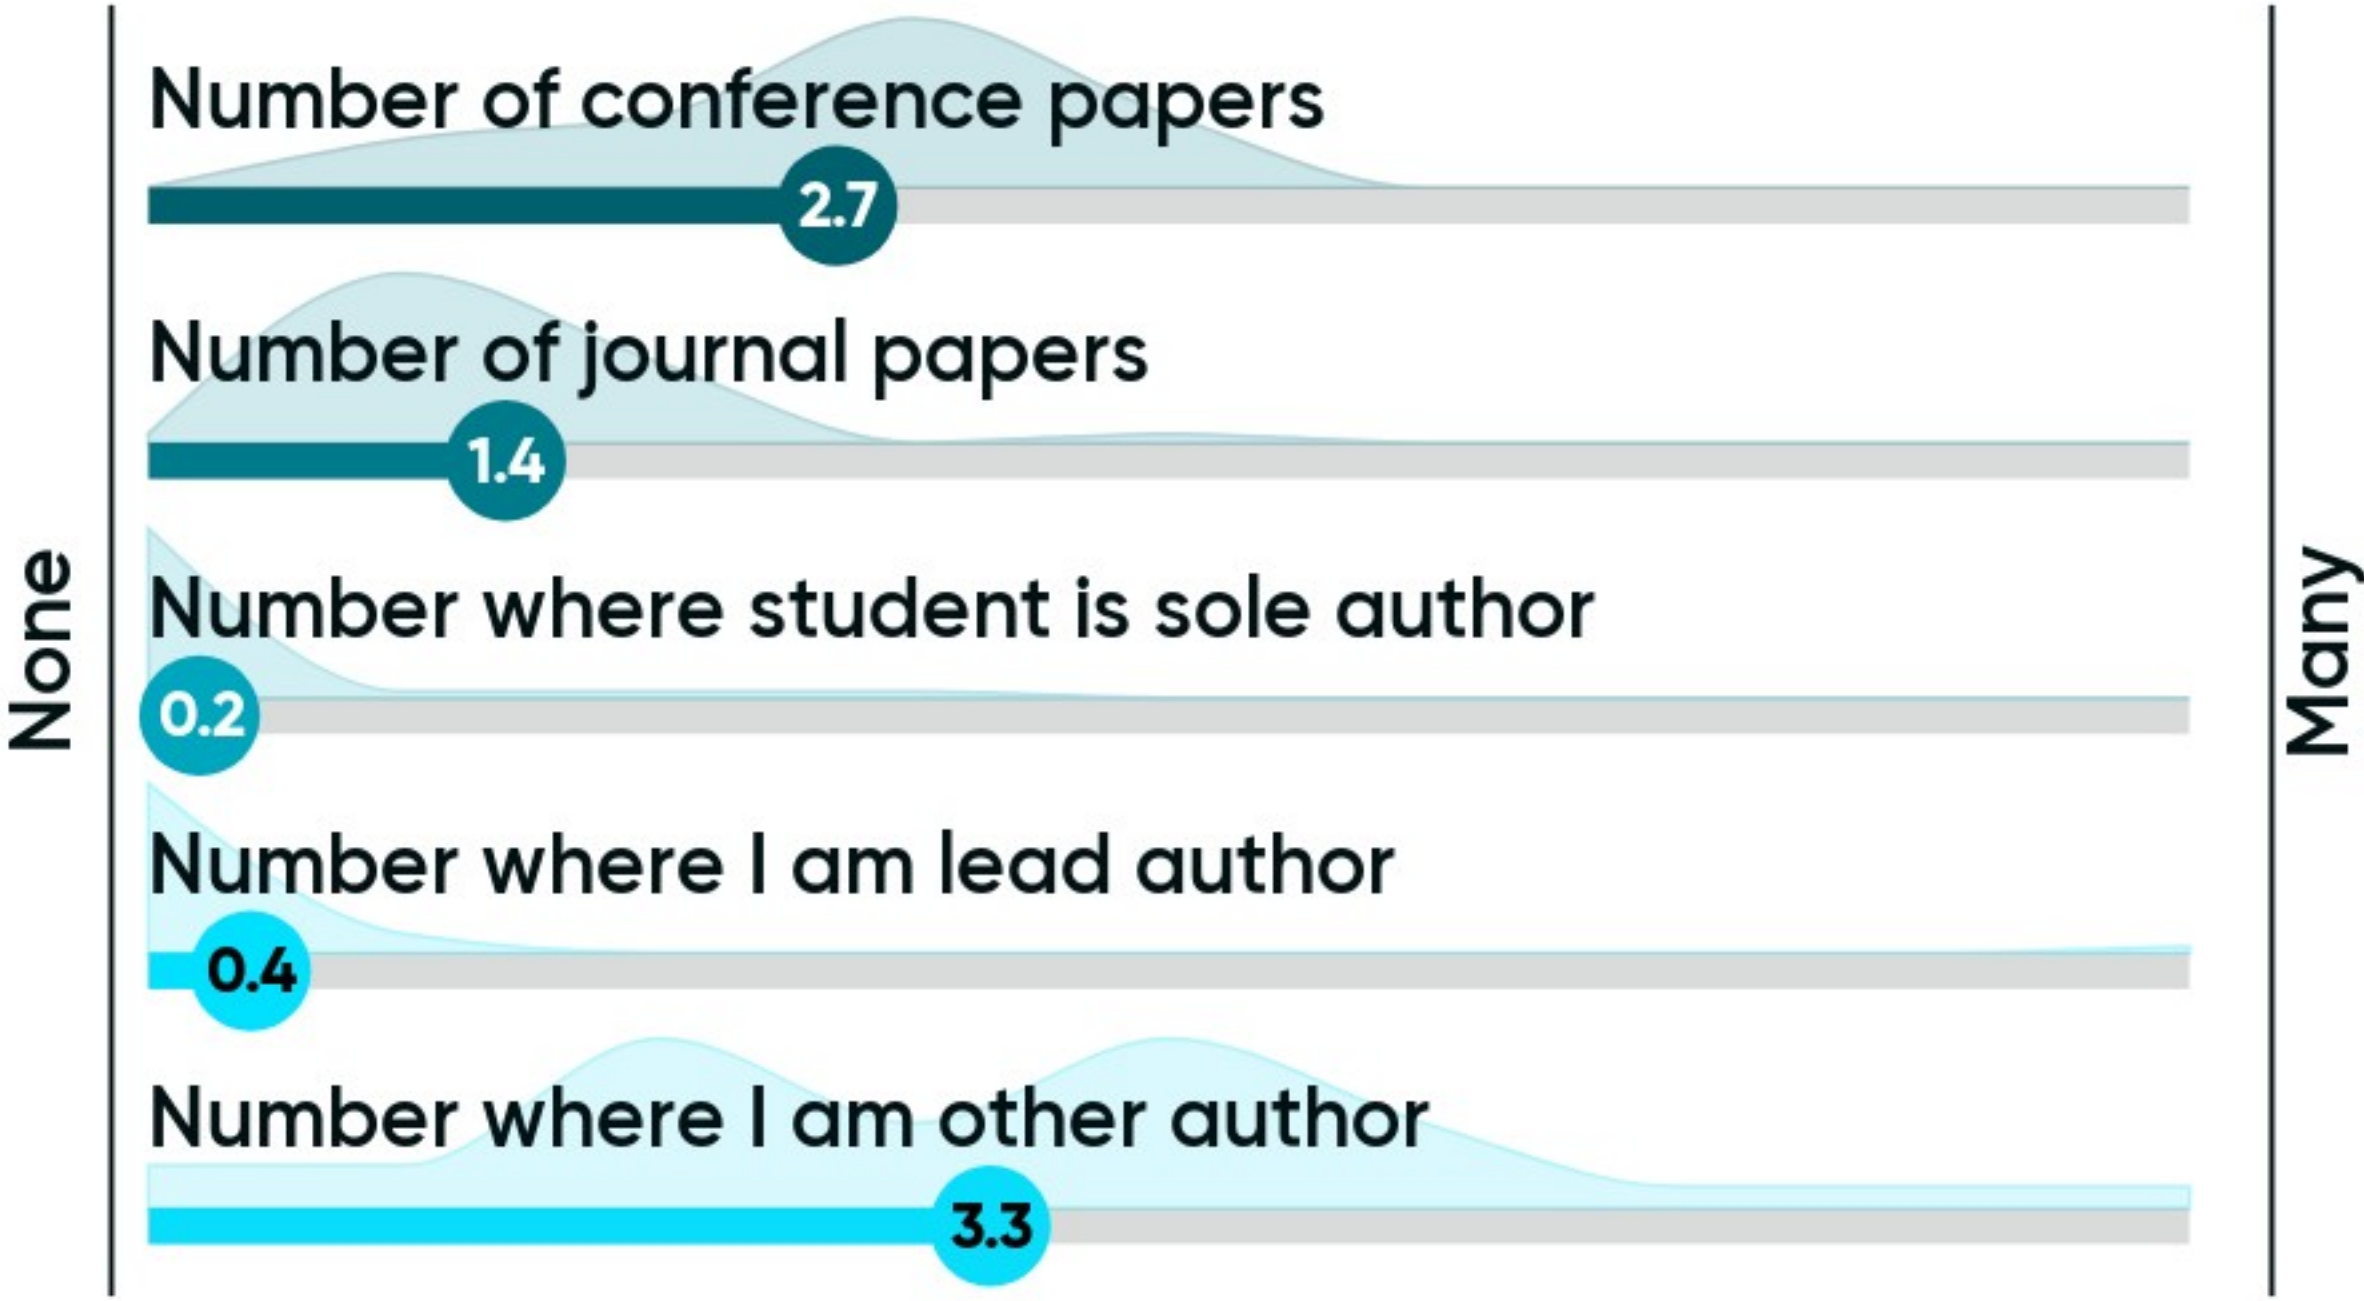 Number of conference papers
2.7
Number of journal papers
1.4
None
Number where student is sole author
Many
0.2
Number where I am lead author
0.4
Number where I am other author
3.3